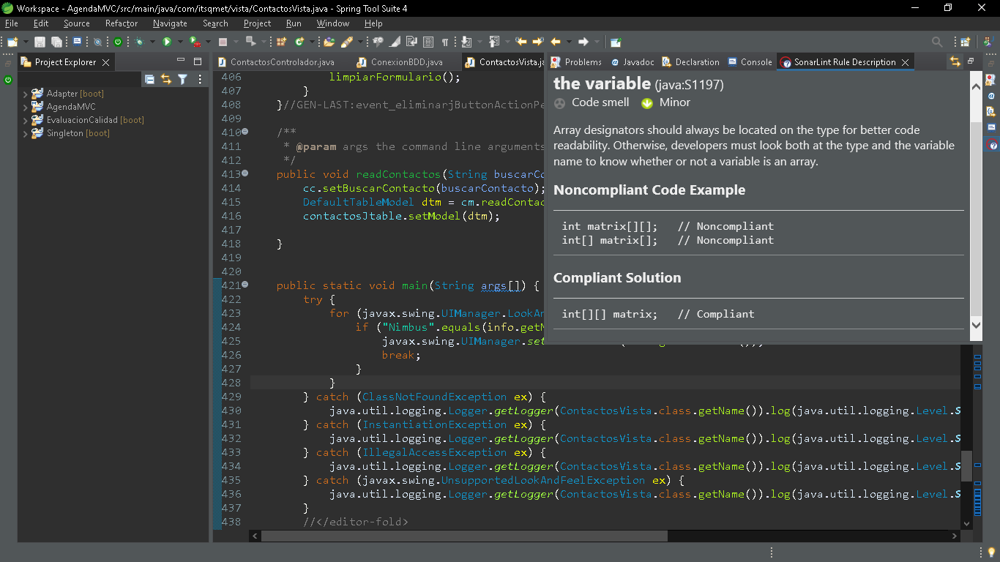 Workspace - AgendaMVC/src/main/java/com/itsqmet/vista/ContactosVista.java - Spring Tool Suite 4
File Edit Source Refactor Navigate Search Project Run Window Help
Project Explorer
Adapter [boot]
AgendaMVC
EvaluacionCalidad [boot]
Singleton [boot]
ContactosControlador.java ConexionBDD.java ContactosVista.ja
406 limpiarFormulario();
407 }
408 }//GEN-LAST:event_eliminarjButtonActionPe
409
410 /**
411 * @param args the command line arguments
412 */
413 public void readContactos(String buscarCo
414 cc.setBuscarContacto(buscarContacto);
415 DefaultTableModel dtm = cm.readContac
416 contactosJtable.setModel(dtm);
417
418 }
419
420
421 public static void main(String args[]) {
422 try {
423 for (javax.swing.UIManager.LookAn
424 if ("Nimbus".equals(info.getN
425 javax.swing.UIManager.set
426 break;
427 }
428 }
429 } catch (ClassNotFoundException ex) {
430 java.util.logging.Logger.getLogger(ContactosVista.class.getName()).log(java.util.logging.Level.S
431 } catch (InstantiationException ex) {
432 java.util.logging.Logger.getLogger(ContactosVista.class.getName()).log(java.util.logging.Level.S
433 } catch (IllegalAccessException ex) {
434 java.util.logging.Logger.getLogger(ContactosVista.class.getName()).log(java.util.logging.Level.S
435 } catch (javax.swing.UnsupportedLookAndFeelException ex) {
436 java.util.logging.Logger.getLogger(ContactosVista.class.getName()).log(java.util.logging.Level.S
437 }
438 //</editor-fold>
Problems Javadoc Declaration Console SonarLint Rule Description
the variable (java:S1197)
Code smell Minor
Array designators should always be located on the type for better code
readability. Otherwise, developers must look both at the type and the variable
name to know whether or not a variable is an array.
Noncompliant Code Example
int matrix[][]; // Noncompliant
int[] matrix[]; // Noncompliant
Compliant Solution
int[][] matrix; // Compliant